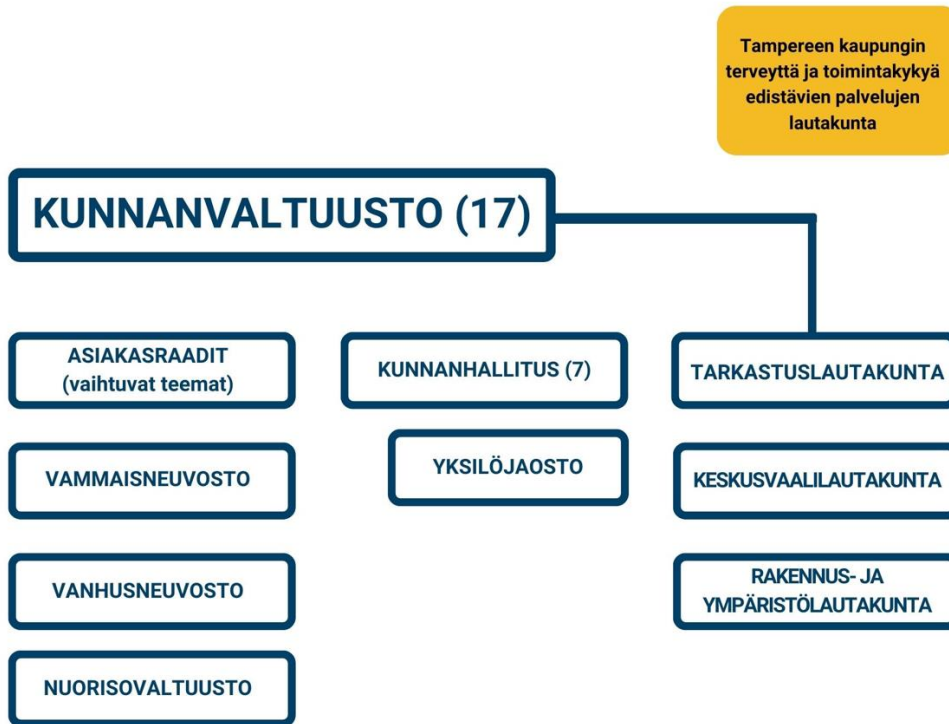 Tampereen kaupungin
terveyttä ja toimintakykyä
edistävien palvelujen
lautakunta
KUNNANVALTUUSTO (17)
ASIAKASRAADIT
(vaihtuvat teemat)
KUNNANHALLITUS (7)
TARKASTUSLAUTAKUNTA
VAMMAISNEUVOSTO
YKSILÖJAOSTO
KESKUSVAALILAUTAKUNTA
VANHUSNEUVOSTO
RAKENNUS- JA
YMPÄRISTÖLAUTAKUNTA
NUORISOVALTUUSTO